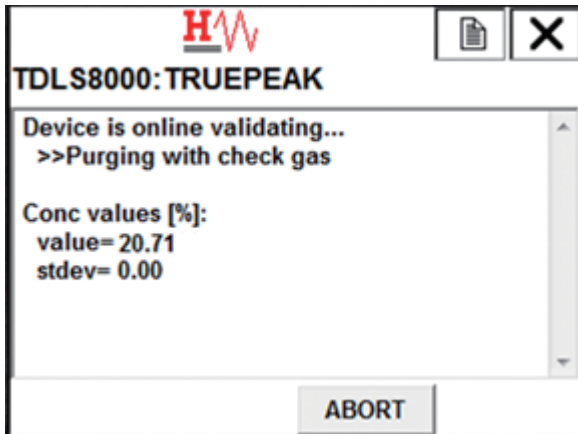 H
TDLS8000: TRUEPEAK
Device is online validating...
>>Purging with check gas
Conc values [%]:
value= 20.71
stdev= 0.00
ABORT